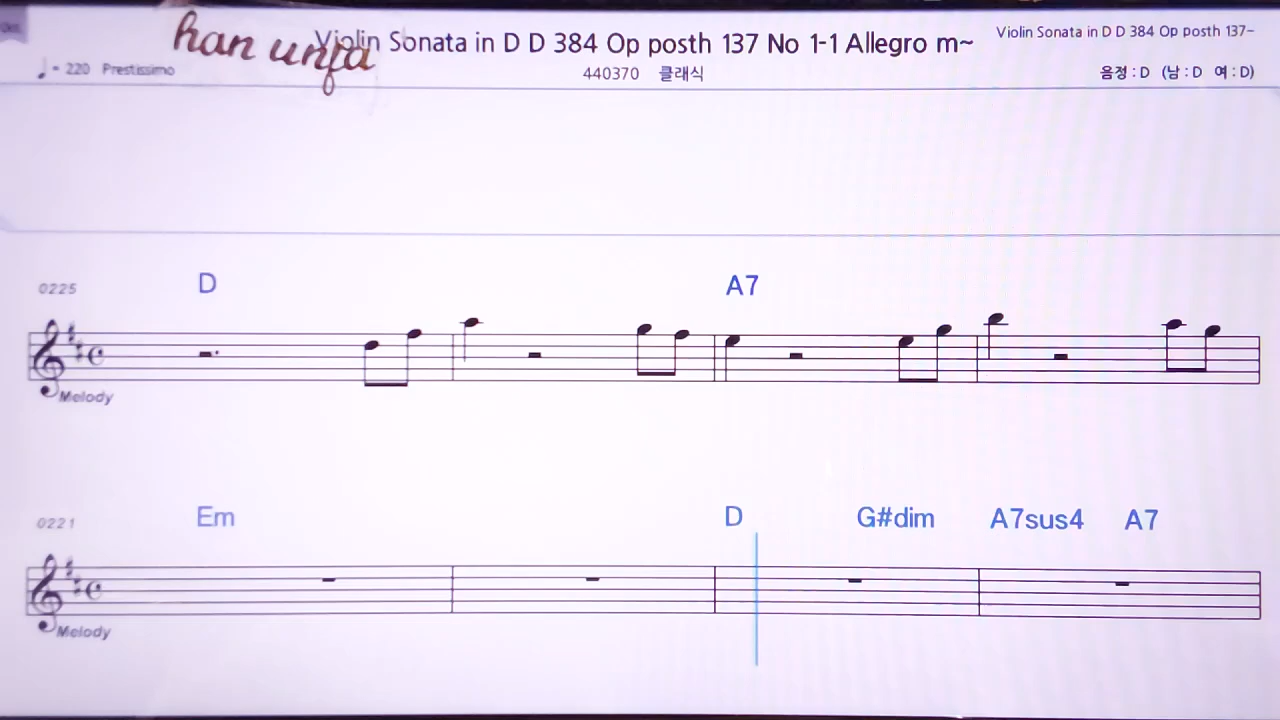 han unfa
Violin Sonata in D D 384 Op posth 137 No 1-1 Allegro m~
Violin Sonata in D D 384 Op posth 137~
♩ = 220 Prestissimo
440370 클래식
음정 : D (남 : D 여 : D)
D A7
0225
Melody
Em D G#dim A7sus4 A7
0221
Melody